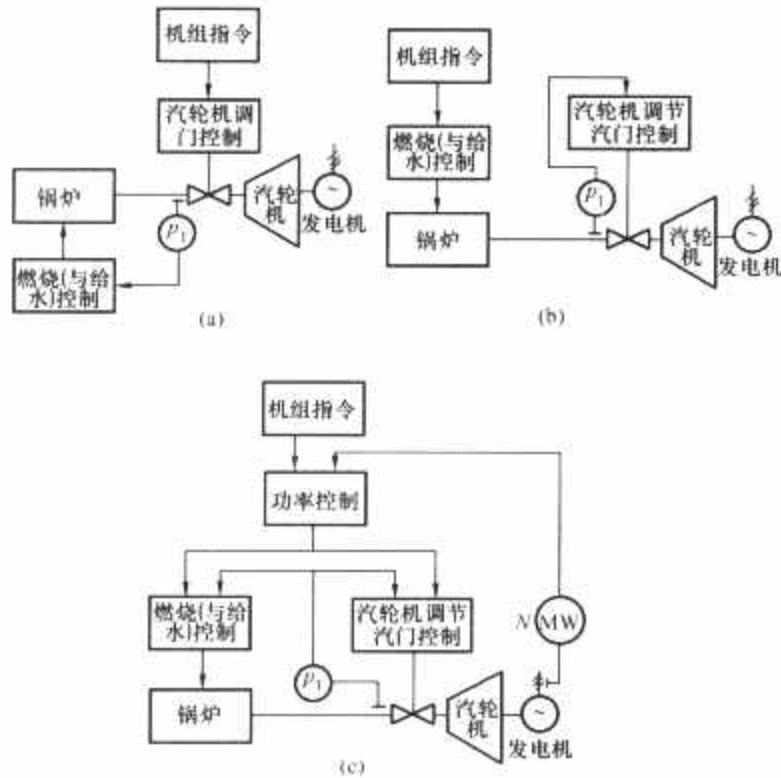 机组指令
汽轮机调
门控制
锅炉
汽轮
机
~
发电机
p1
燃烧(与给
水)控制
(a)
机组指令
燃烧(与给
水)控制
锅炉
汽轮机调节
汽门控制
p1
汽轮
机
~
发电机
(b)
机组指令
功率控制
燃烧(与给
水)控制
汽轮机调节
汽门控制
N MW
p1
锅炉
汽轮
机
~
发电机
(c)